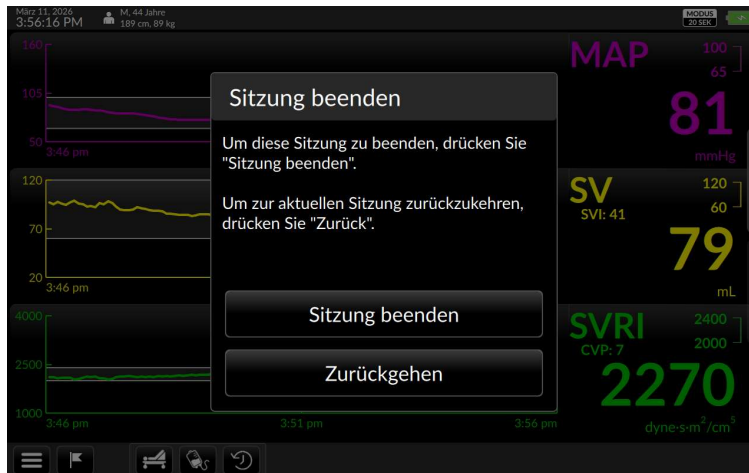 März 11, 2026
3:56:16 PM
M, 44 Jahre
189 cm, 89 kg
MODUS
20 SEK
160
105
50
3:46 pm
MAP
100
65
81
mmHg
Sitzung beenden
Um diese Sitzung zu beenden, drücken Sie
"Sitzung beenden".
Um zur aktuellen Sitzung zurückzukehren,
drücken Sie "Zurück".
Sitzung beenden
Zurückgehen
120
70
20
3:46 pm
SV
SVI: 41
120
60
79
mL
4000
2500
1000
3:46 pm
3:51 pm
3:56 pm
SVRI
CVP: 7
2400
2000
2270
dyne·s·m²/cm⁵